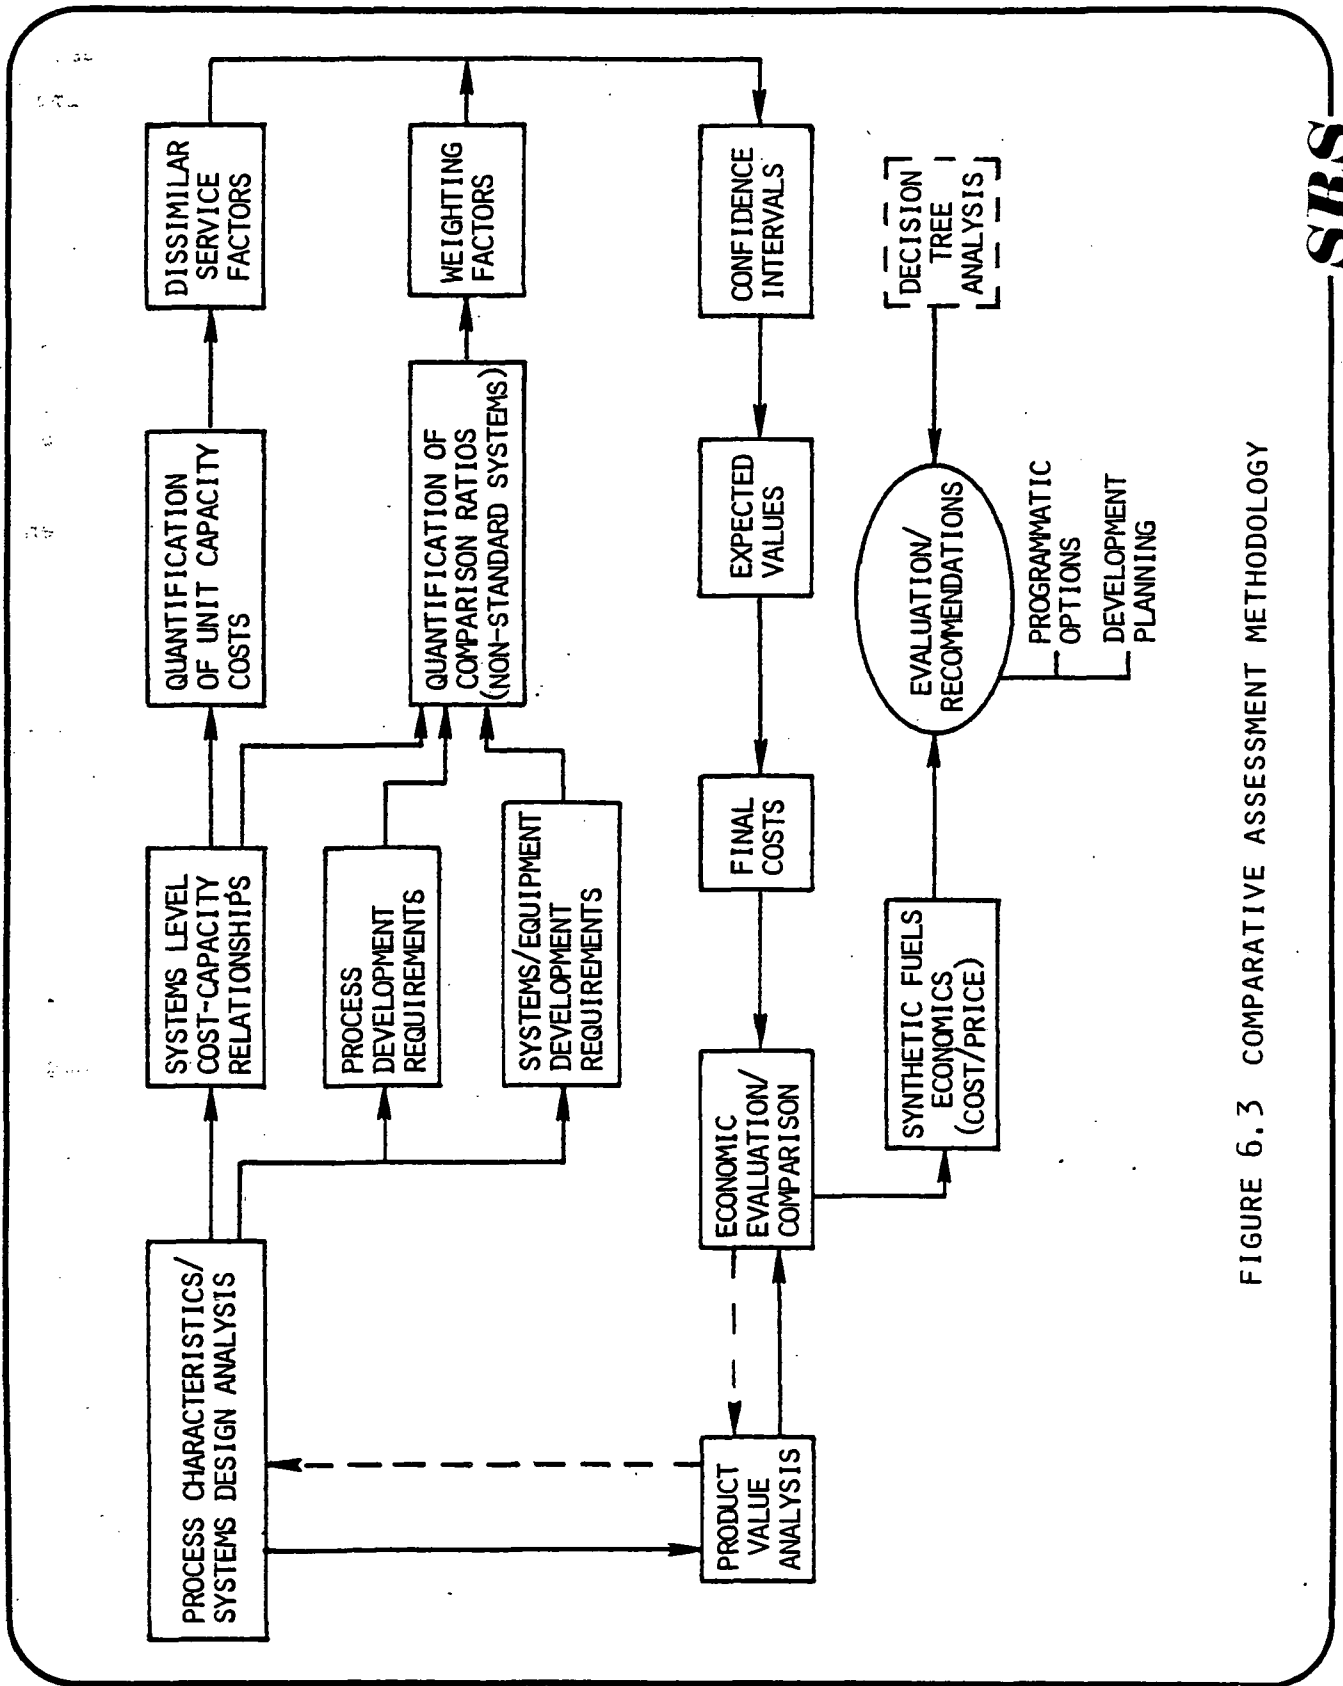 PROCESS CHARACTERISTICS/
SYSTEMS DESIGN ANALYSIS
SYSTEMS LEVEL
COST-CAPACITY
RELATIONSHIPS
QUANTIFICATION
OF UNIT CAPACITY
COSTS
DISSIMILAR
SERVICE
FACTORS
PROCESS
DEVELOPMENT
REQUIREMENTS
SYSTEMS/EQUIPMENT
DEVELOPMENT
REQUIREMENTS
QUANTIFICATION OF
COMPARISON RATIOS
(NON-STANDARD SYSTEMS)
WEIGHTING
FACTORS
PRODUCT
VALUE
ANALYSIS
ECONOMIC
EVALUATION/
COMPARISON
FINAL
COSTS
EXPECTED
VALUES
CONFIDENCE
INTERVALS
SYNTHETIC FUELS
ECONOMICS
(COST/PRICE)
EVALUATION/
RECOMMENDATIONS
DECISION
TREE
ANALYSIS
PROGRAMMATIC
OPTIONS
DEVELOPMENT
PLANNING
FIGURE 6.3 COMPARATIVE ASSESSMENT METHODOLOGY
SRS